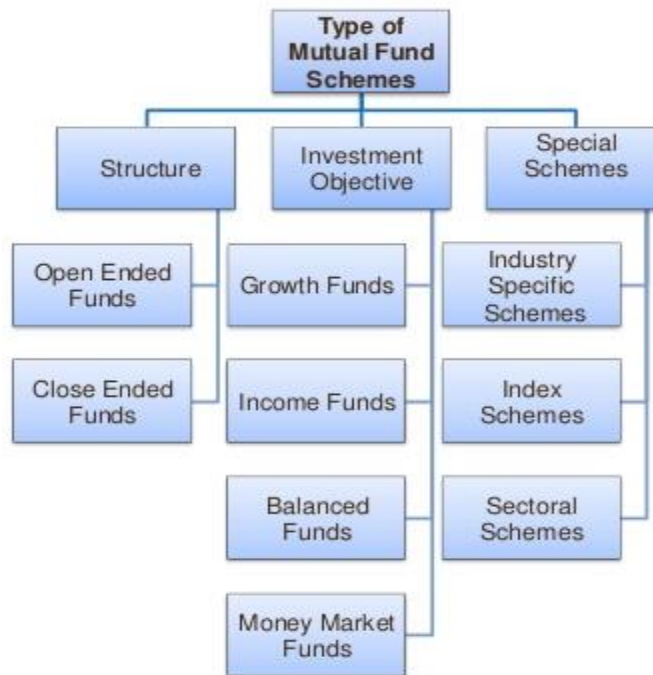 Type of
Mutual Fund
Schemes
Structure
Investment
Objective
Special
Schemes
Open Ended
Funds
Close Ended
Funds
Growth Funds
Income Funds
Balanced
Funds
Money Market
Funds
Industry
Specific
Schemes
Index
Schemes
Sectoral
Schemes